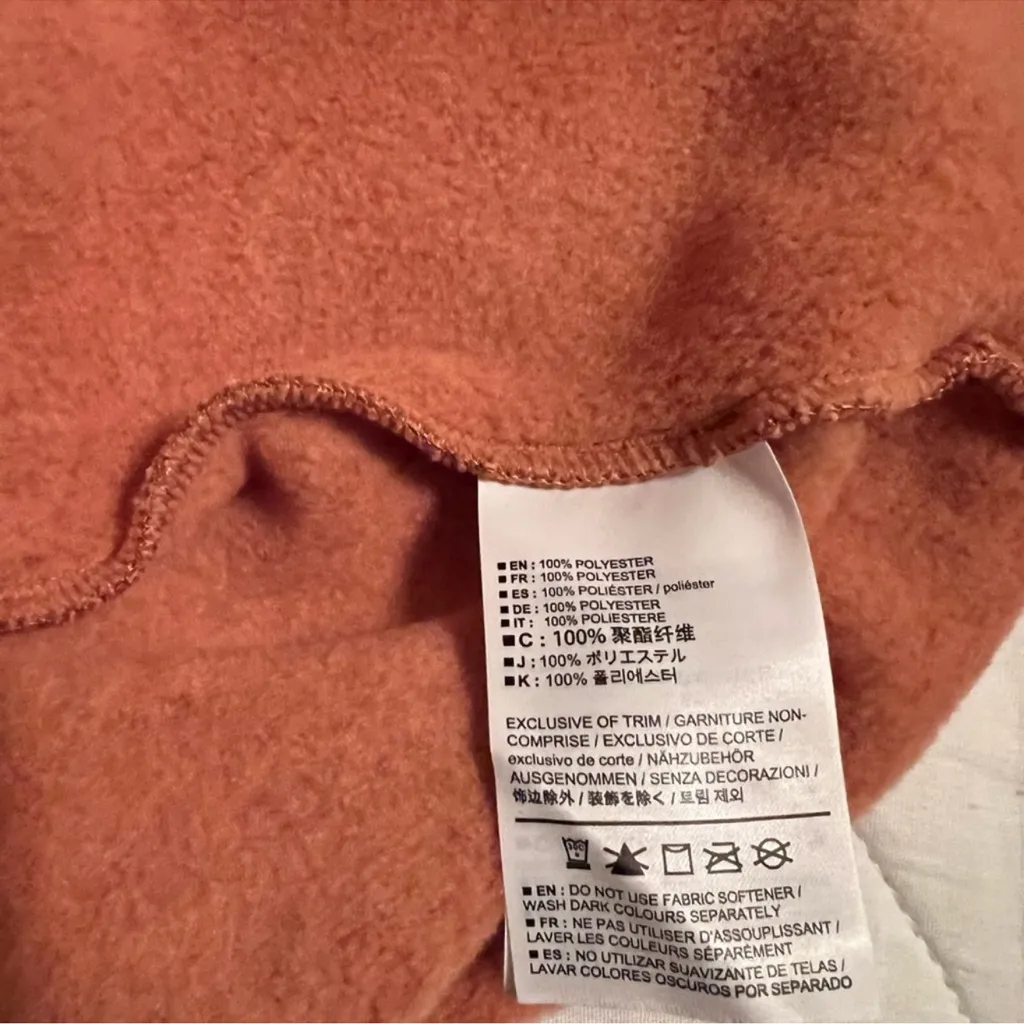 ■ EN : 100% POLYESTER
■ FR : 100% POLYESTER
■ ES : 100% POLIÉSTER / poliéster
■ DE : 100% POLYESTER
■ IT : 100% POLIESTERE
■ C : 100% 聚酯纤维
■ J : 100% ポリエステル
■ K : 100% 폴리에스터
EXCLUSIVE OF TRIM / GARNITURE NON-
COMPRISE / EXCLUSIVO DE CORTE /
exclusivo de corte / NÄHZUBEHÖR
AUSGENOMMEN / SENZA DECORAZIONI /
饰边除外 / 装飾を除く / 트림 제외
■ EN : DO NOT USE FABRIC SOFTENER /
WASH DARK COLOURS SEPARATELY
■ FR : NE PAS UTILISER D'ASSOUPLISSANT /
LAVER LES COULEURS SÉPARÉMENT
■ ES : NO UTILIZAR SUAVIZANTE DE TELAS /
LAVAR COLORES OSCUROS POR SEPARADO